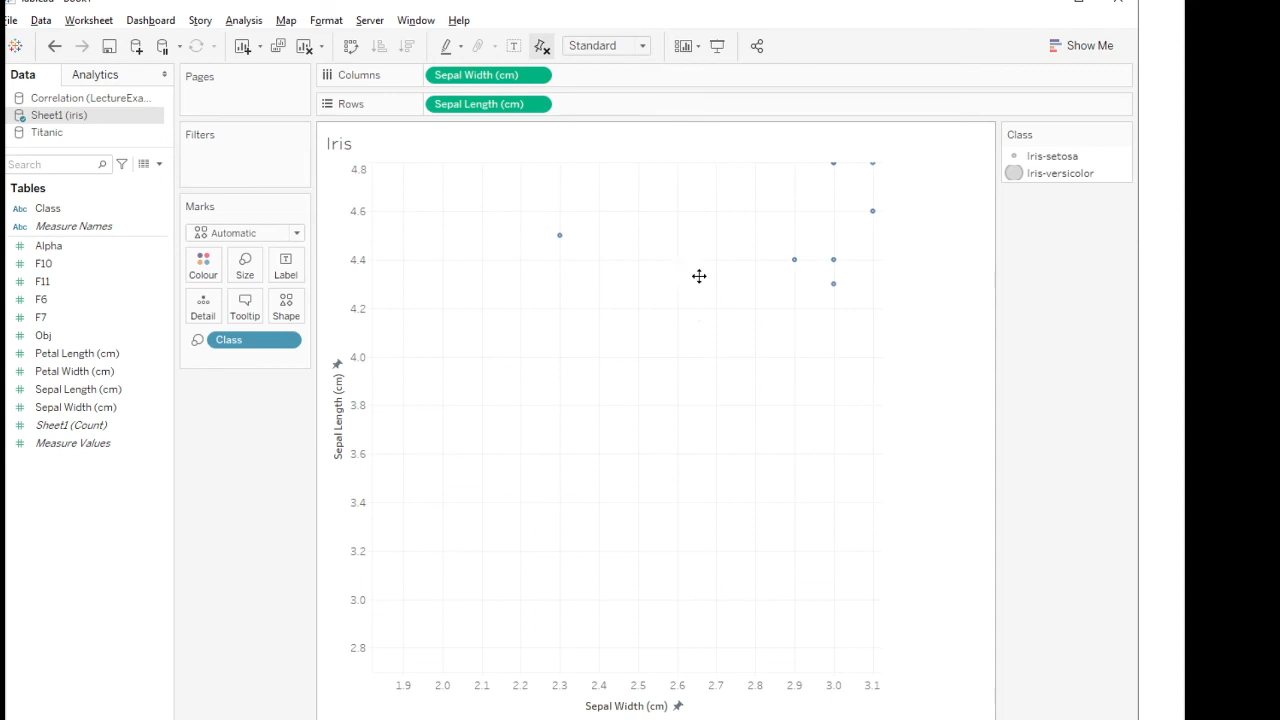 File Data Worksheet Dashboard Story Analysis Map Format Server Window Help
Standard
Show Me
Data Analytics
Correlation (LectureExa...
Sheet1 (iris)
Titanic
Search
Tables
Abc Class
Abc Measure Names
Alpha
F10
F11
F6
F7
Obj
Petal Length (cm)
Petal Width (cm)
Sepal Length (cm)
Sepal Width (cm)
Sheet1 (Count)
Measure Values
Pages
Filters
Marks
Automatic
Colour Size Label
Detail Tooltip Shape
Class
Columns Sepal Width (cm)
Rows Sepal Length (cm)
Iris
4.8
4.6
4.4
4.2
4.0
3.8
3.6
3.4
3.2
3.0
2.8
Sepal Length (cm)
1.9 2.0 2.1 2.2 2.3 2.4 2.5 2.6 2.7 2.8 2.9 3.0 3.1
Sepal Width (cm)
Class
Iris-setosa
Iris-versicolor